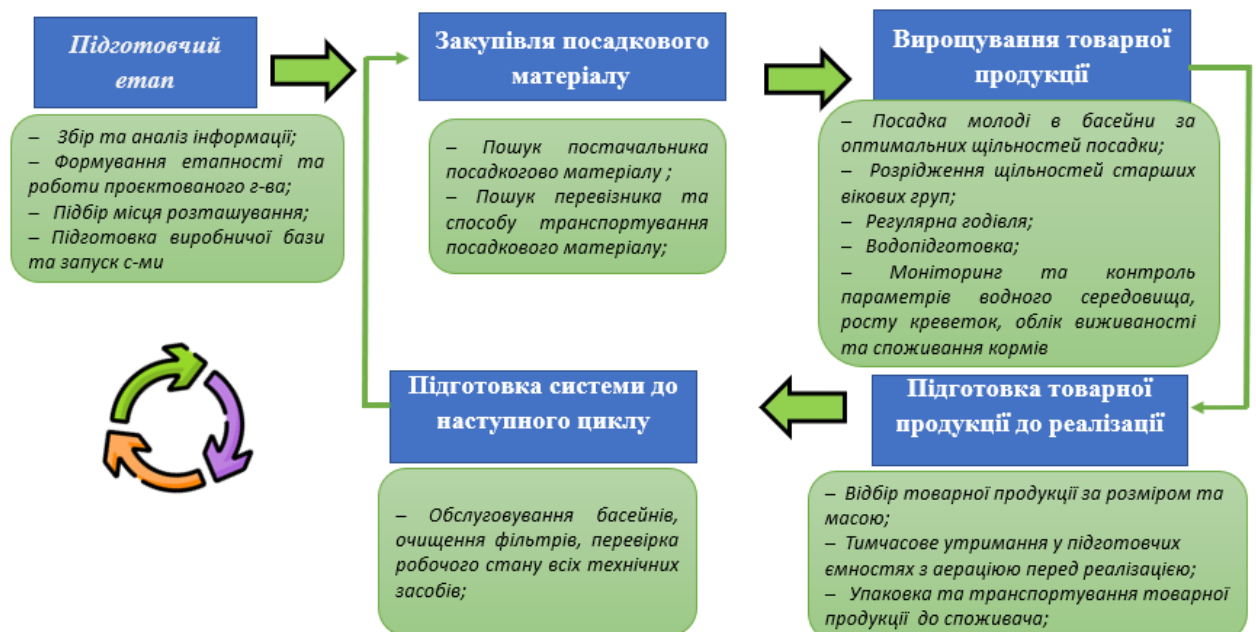 Підготовчий
етап
— Збір та аналіз інформації;
— Формування етапності та
роботи проєктованого г-ва;
— Підбір місця розташування;
— Підготовка виробничої бази
та запуск с-ми
Закупівля посадкового
матеріалу
— Пошук постачальника
посадкогово матеріалу ;
— Пошук перевізника та
способу транспортування
посадкового матеріалу;
Вирощування товарної
продукції
— Посадка молоді в басейни за
оптимальних щільностей посадки;
— Розрідження щільностей старших
вікових груп;
— Регулярна годівля;
— Водопідготовка;
— Моніторинг та контроль
параметрів водного середовища,
росту креветок, облік виживаності
та споживання кормів
Підготовка товарної
продукції до реалізації
— Відбір товарної продукції за розміром та
масою;
— Тимчасове утримання у підготовчих
ємностях з аерацією перед реалізацією;
— Упаковка та транспортування товарної
продукції до споживача;
Підготовка системи до
наступного циклу
— Обслуговування басейнів,
очищення фільтрів, перевірка
робочого стану всіх технічних
засобів;